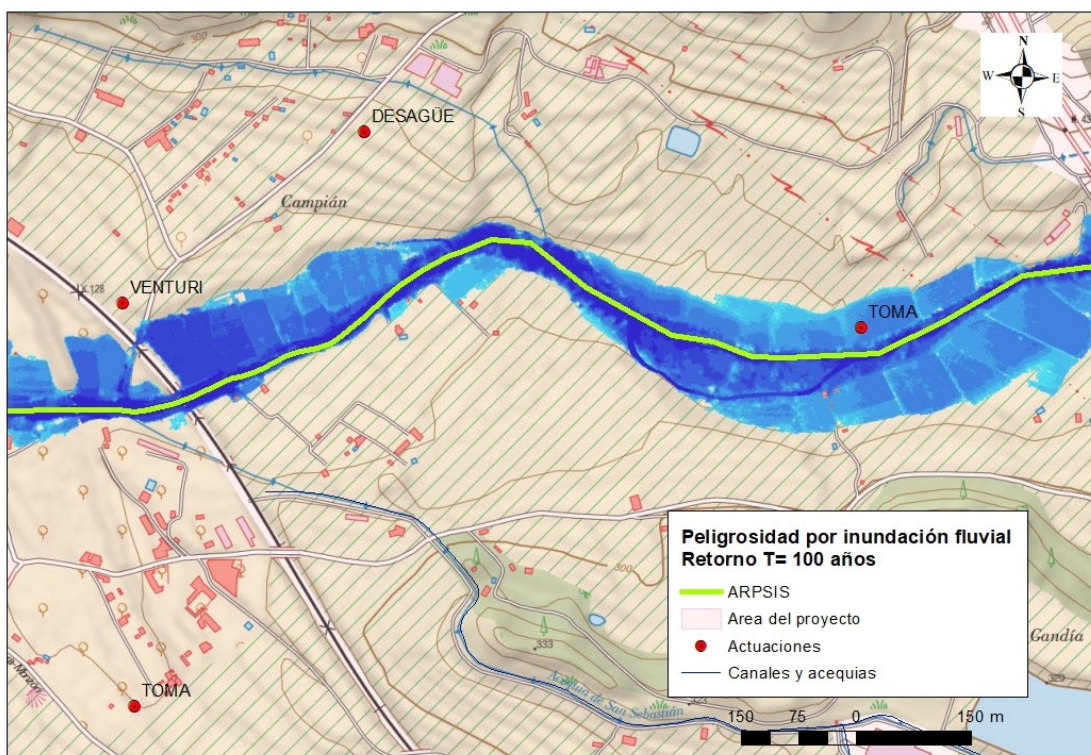 300
N
W E
S
DESAGÜE
Campián
VENTURI
128
TOMA
300
333
Gandía
329
Acequia de San Sebastián
TOMA
Peligrosidad por inundación fluvial
Retorno T= 100 años
ARPSIS
Area del proyecto
Actuaciones
Canales y acequias
150 75 0 150 m